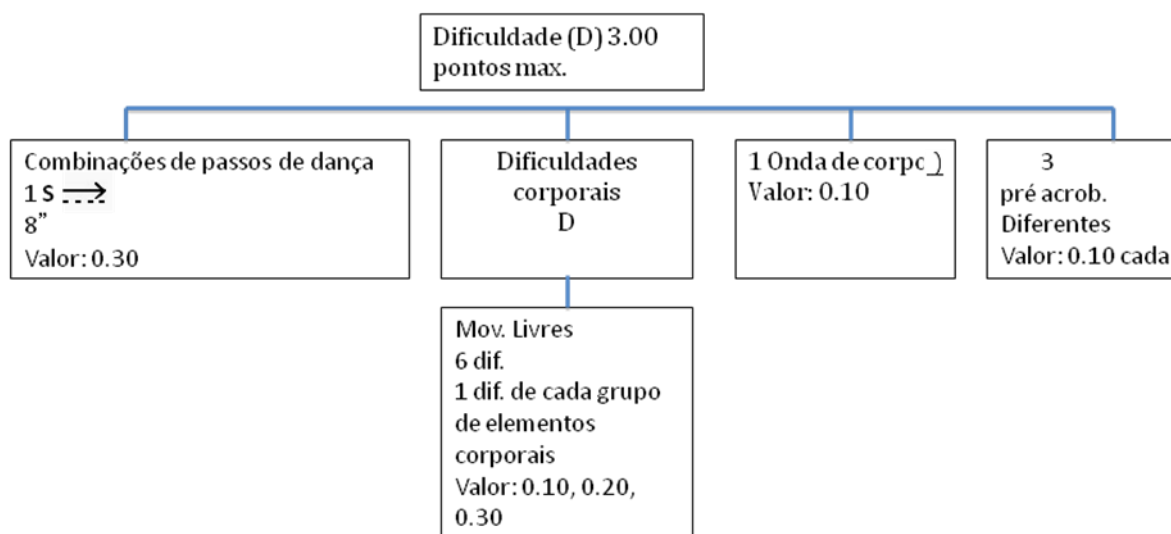 Dificuldade (D) 3.00
pontos max.
Combinações de passos de dança
1 S
8”
Valor: 0.30
Dificuldades
corporais
D
1 Onda de corpo )
Valor: 0.10
3
pré acrob.
Diferentes
Valor: 0.10 cada
Mov. Livres
6 dif.
1 dif. de cada grupo
de elementos
corporais
Valor: 0.10, 0.20,
0.30